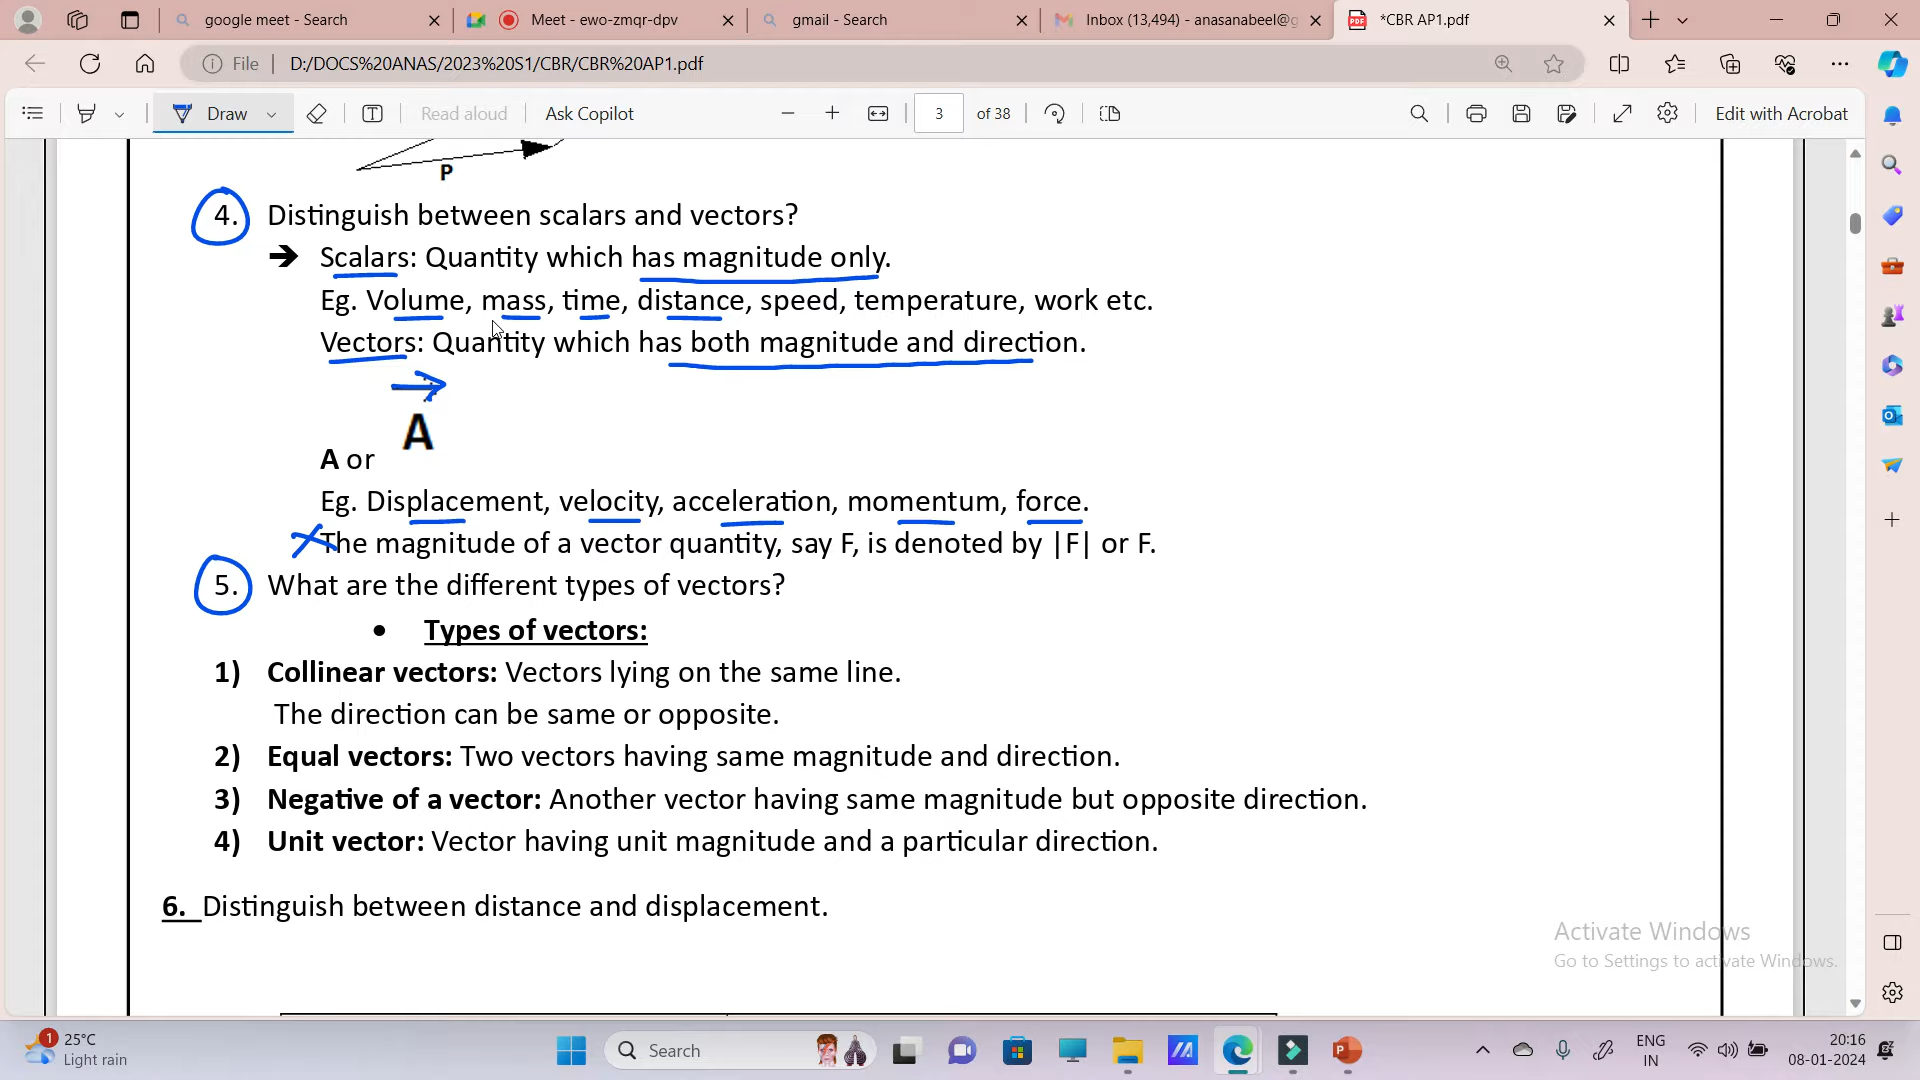 google meet - Search
Meet - ewo-zmqr-dpv
gmail - Search
Inbox (13,494) - anasanabeel@g
*CBR AP1.pdf
File
D:/DOCS%20ANAS/2023%20S1/CBR/CBR%20AP1.pdf
Draw
Read aloud
Ask Copilot
3
of 38
Edit with Acrobat
P
4. Distinguish between scalars and vectors?
➔ Scalars: Quantity which has magnitude only.
Eg. Volume, mass, time, distance, speed, temperature, work etc.
Vectors: Quantity which has both magnitude and direction.
A
A or
Eg. Displacement, velocity, acceleration, momentum, force.
The magnitude of a vector quantity, say F, is denoted by |F| or F.
5. What are the different types of vectors?
• Types of vectors:
1) Collinear vectors: Vectors lying on the same line.
The direction can be same or opposite.
2) Equal vectors: Two vectors having same magnitude and direction.
3) Negative of a vector: Another vector having same magnitude but opposite direction.
4) Unit vector: Vector having unit magnitude and a particular direction.
6. Distinguish between distance and displacement.
Activate Windows
Go to Settings to activate Windows.
1
25°C
Light rain
Search
ENG
IN
20:16
08-01-2024